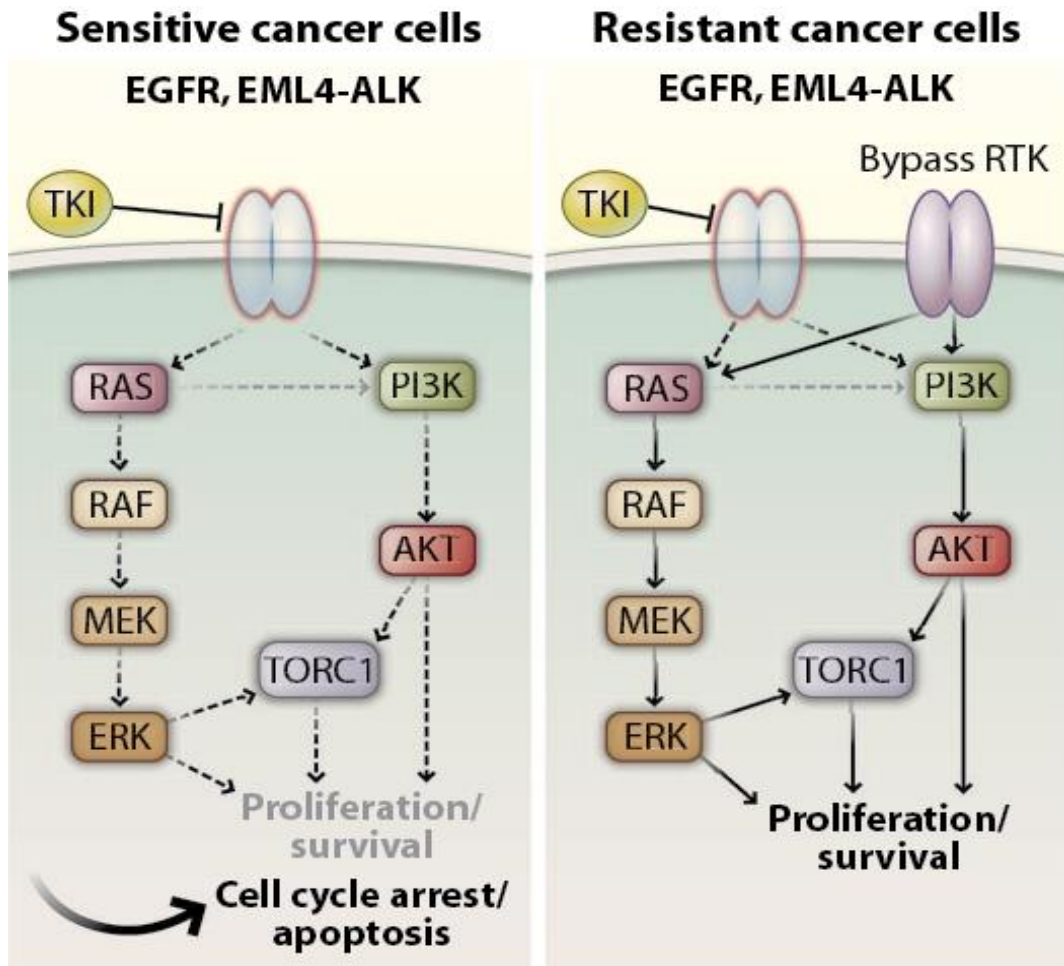 Sensitive cancer cells
EGFR, EML4-ALK
TKI
RAS
PI3K
RAF
AKT
MEK
TORC1
ERK
Proliferation/
survival
Cell cycle arrest/
apoptosis
Resistant cancer cells
EGFR, EML4-ALK
Bypass RTK
TKI
RAS
PI3K
RAF
AKT
MEK
TORC1
ERK
Proliferation/
survival